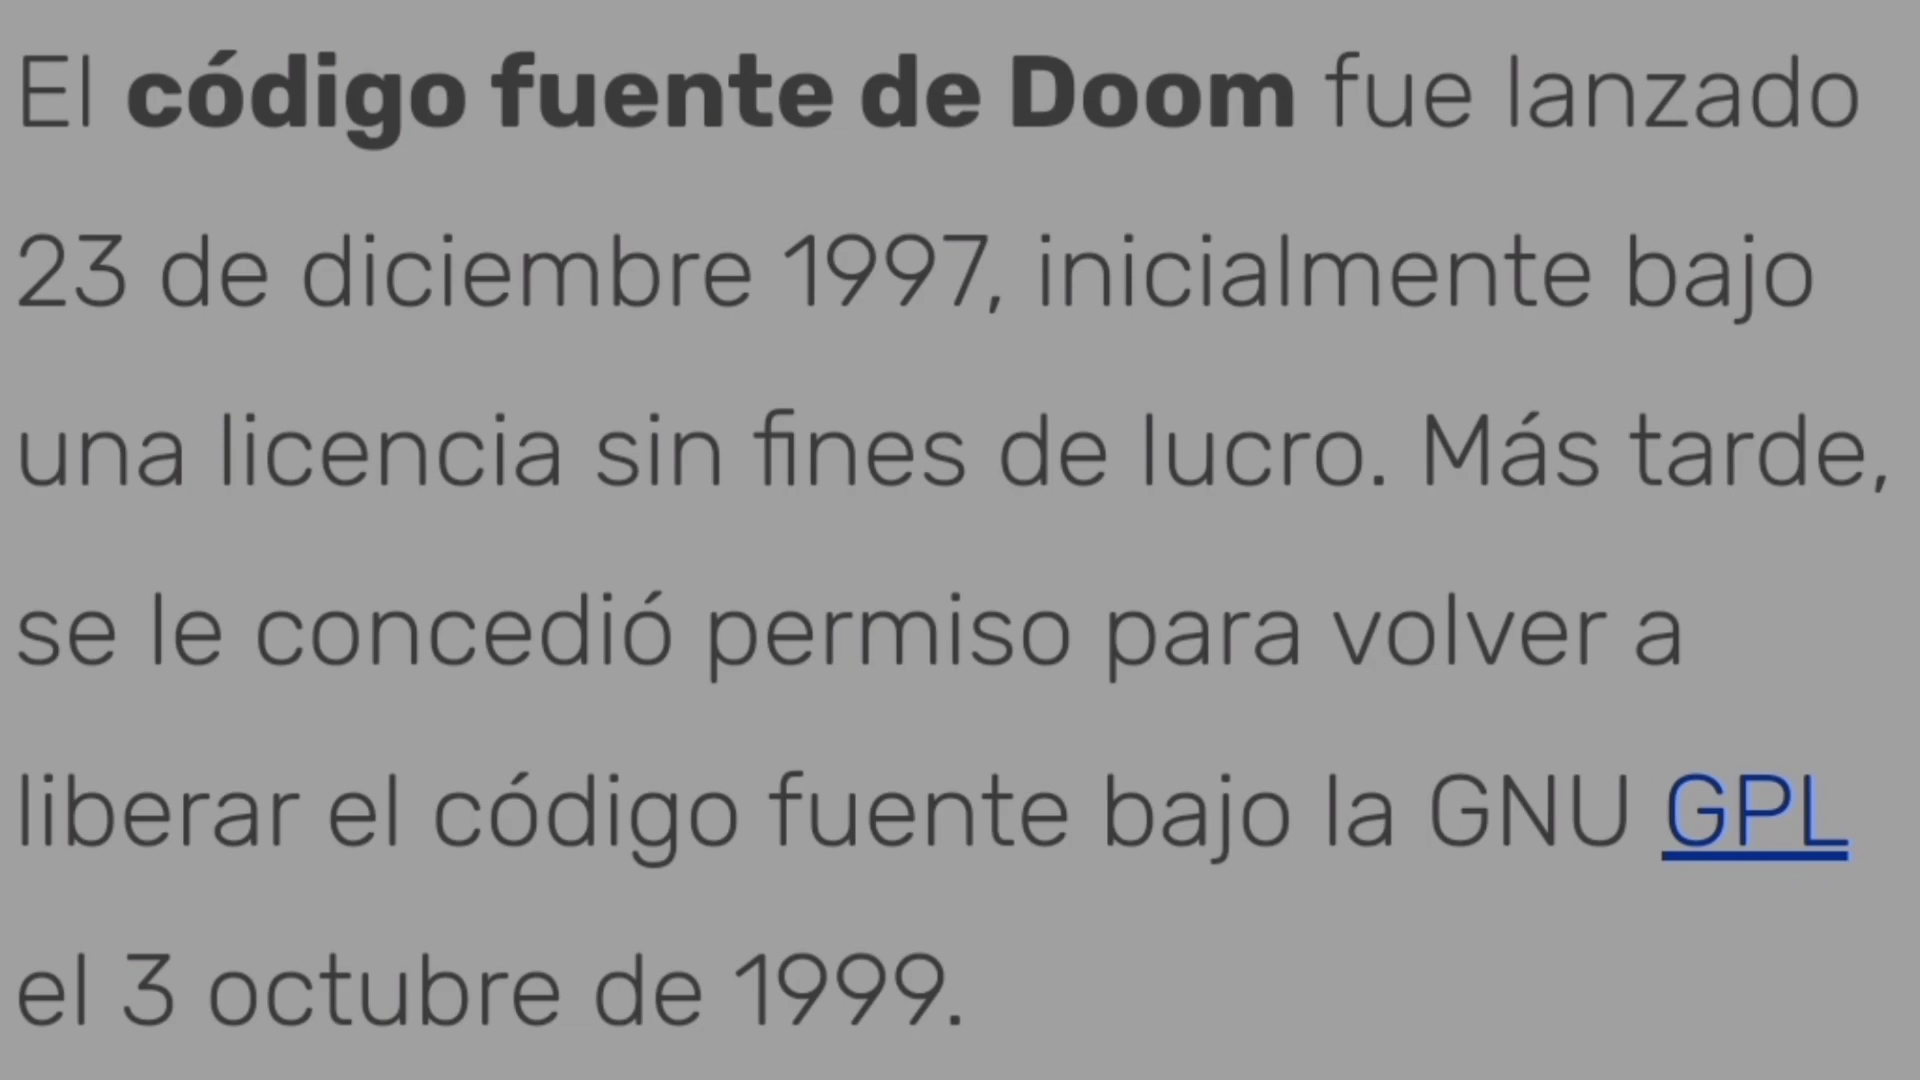 El código fuente de Doom fue lanzado
23 de diciembre 1997, inicialmente bajo
una licencia sin fines de lucro. Más tarde,
se le concedió permiso para volver a
liberar el código fuente bajo la GNU GPL
el 3 octubre de 1999.